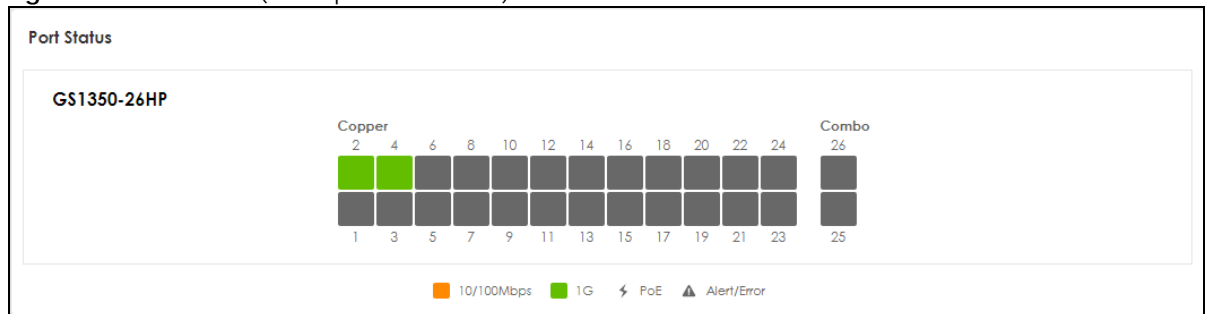 Port Status
GS1350-26HP
Copper Combo
2 4 6 8 10 12 14 16 18 20 22 24 26
1 3 5 7 9 11 13 15 17 19 21 23 25
10/100Mbps 1G PoE Alert/Error